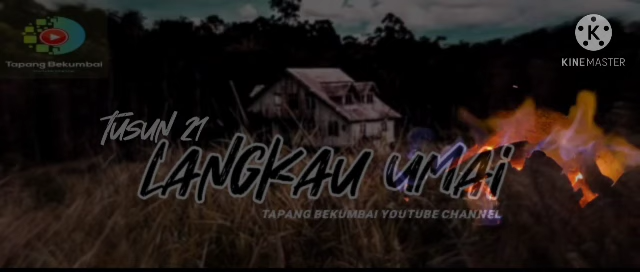 Tapang Bekumbai
KINEMASTER
TUSUN 21
LANGKAU UMAI
TAPANG BEKUMBAI YOUTUBE CHANNEL